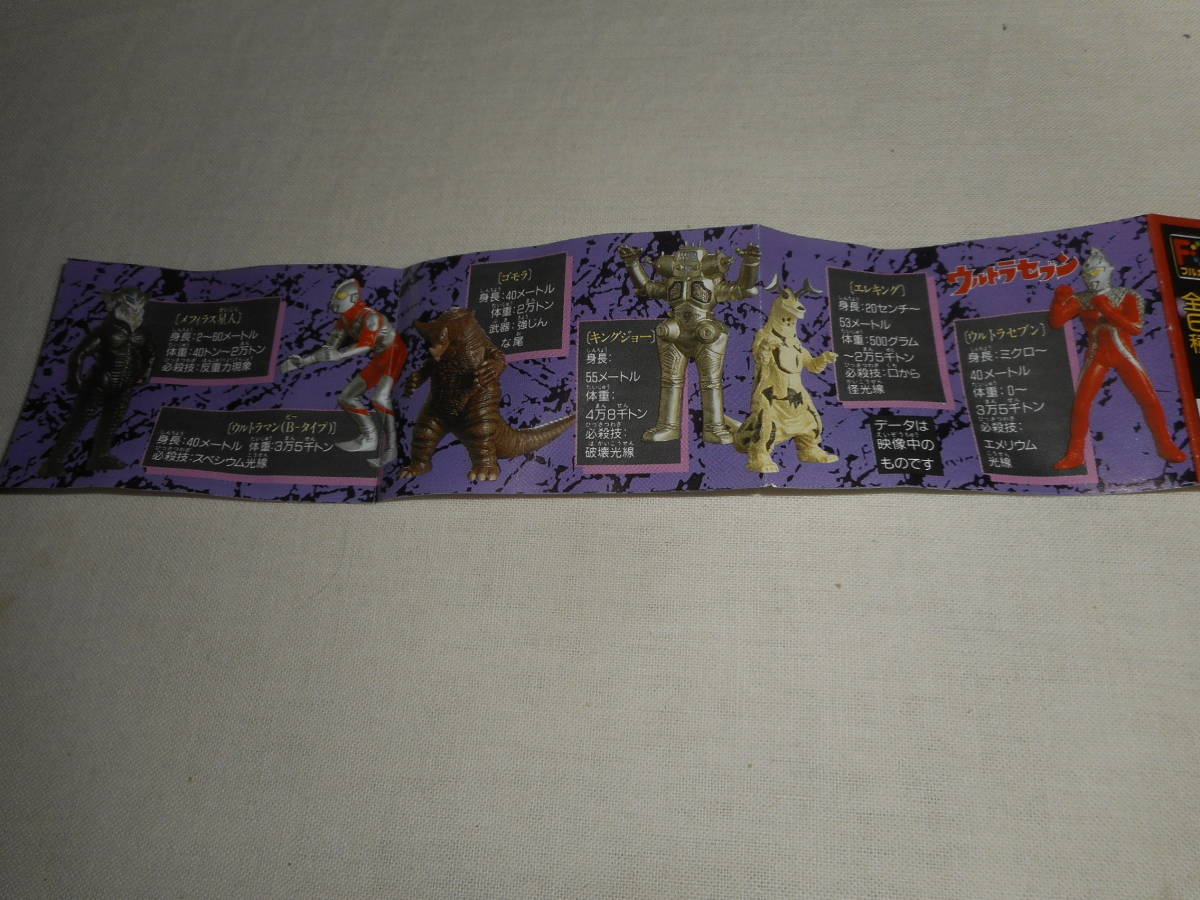 [メフィラス星人]
身長:2〜60メートル
体重:40トン〜2万トン
必殺技:反重力現象
[ウルトラマン(B-タイプ)]
身長:40メートル 体重:3万5千トン
必殺技:スペシウム光線
[ゴモラ]
身長:40メートル
体重:2万トン
武器:強じん
な尾
[キングジョー]
身長:
55メートル
体重:
4万8千トン
必殺技:
破壊光線
[エレキング]
身長:20センチ〜
53メートル
体重:500グラム
〜2万5千トン
必殺技:口から
怪光線
データは
映像中の
ものです
ウルトラセブン
[ウルトラセブン]
身長:ミクロ〜
40メートル
体重:0〜
3万5千トン
必殺技:
エメリウム
光線